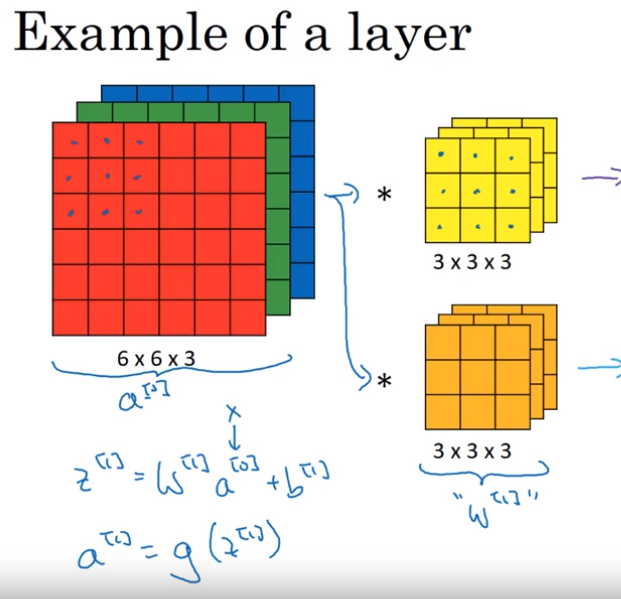 Example of a layer
*
3 x 3 x 3
6 x 6 x 3
a^[0]
*
x
↓
z^[1] = W^[1] a^[0] + b^[1]
3 x 3 x 3
"W^[1]"
a^[1] = g(z^[1])